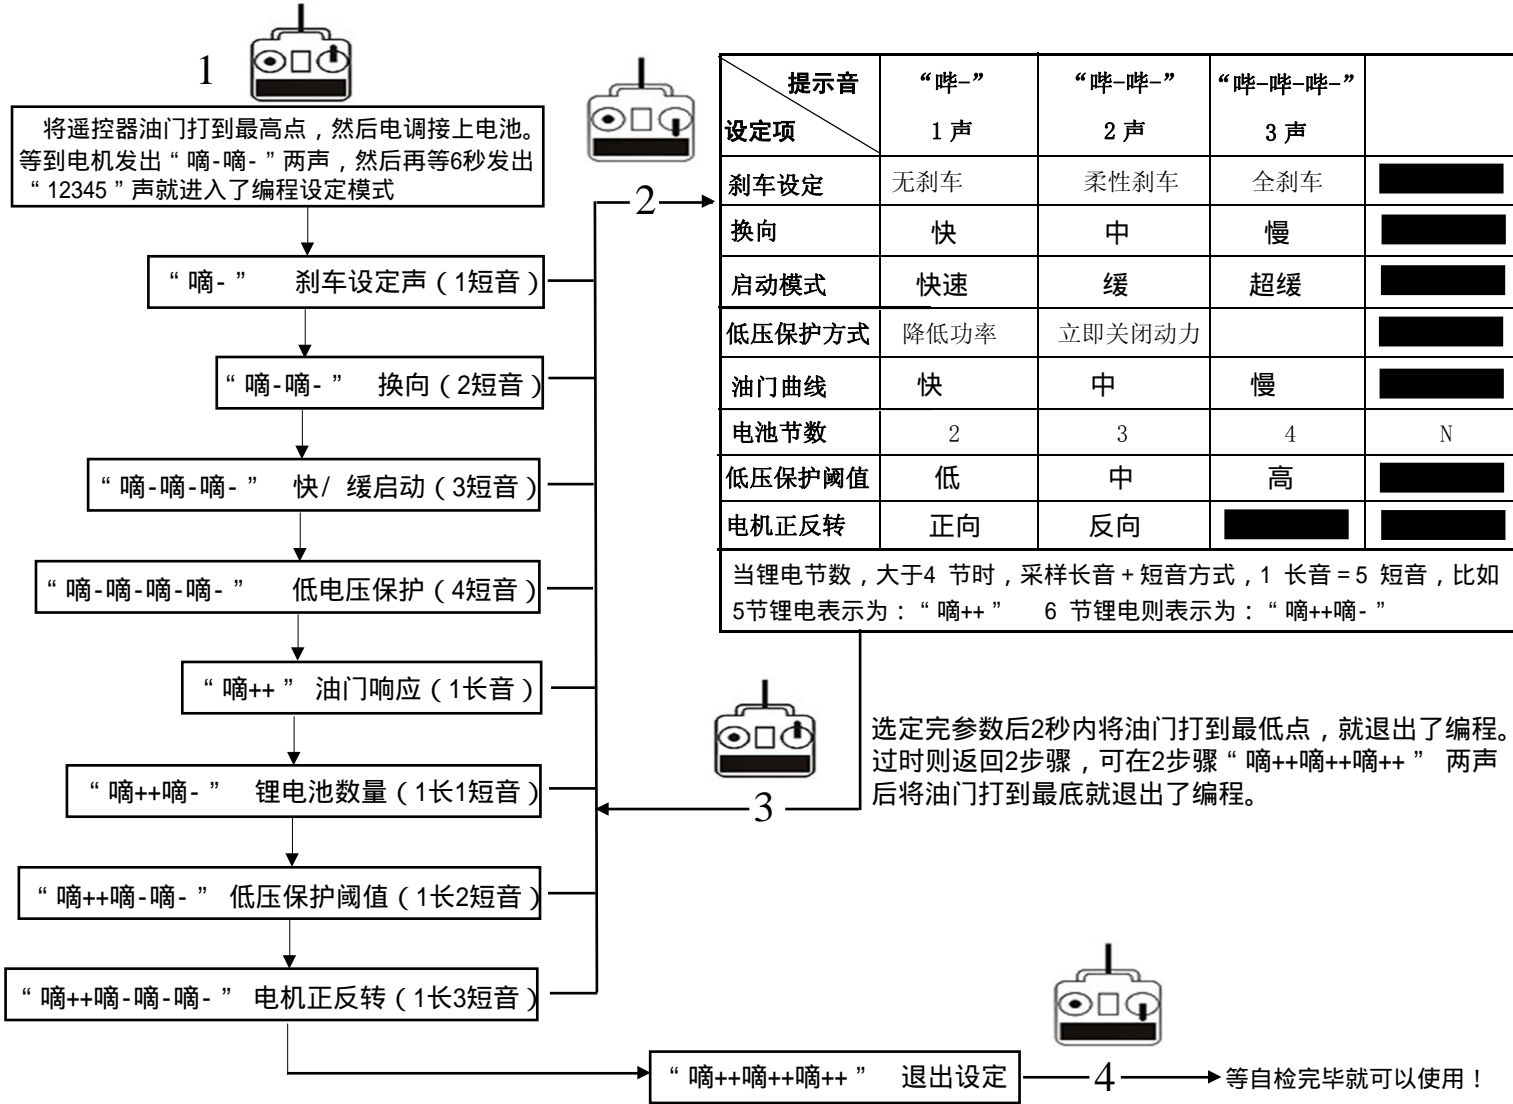 1
将遥控器油门打到最高点，然后电调接上电池。
等到电机发出“嘀-嘀-”两声，然后再等6秒发出
“12345”声就进入了编程设定模式
“嘀-” 刹车设定声（1短音）
“嘀-嘀-” 换向（2短音）
“嘀-嘀-嘀-” 快/ 缓启动（3短音）
“嘀-嘀-嘀-嘀-” 低电压保护（4短音）
“嘀++” 油门响应（1长音）
“嘀++嘀-” 锂电池数量（1长1短音）
“嘀++嘀-嘀-” 低压保护阈值（1长2短音）
“嘀++嘀-嘀-嘀-” 电机正反转（1长3短音）
2
提示音 “哔-” “哔-哔-” “哔-哔-哔-”
设定项 1声 2声 3声
刹车设定 无刹车 柔性刹车 全刹车
换向 快 中 慢
启动模式 快速 缓 超缓
低压保护方式 降低功率 立即关闭动力
油门曲线 快 中 慢
电池节数 2 3 4 N
低压保护阈值 低 中 高
电机正反转 正向 反向
当锂电节数，大于4 节时，采样长音+短音方式，1 长音=5 短音，比如
5节锂电表示为：“嘀++” 6 节锂电则表示为：“嘀++嘀-”
3
选定完参数后2秒内将油门打到最低点，就退出了编程。
过时则返回2步骤，可在2步骤“嘀++嘀++嘀++” 两声
后将油门打到最底就退出了编程。
“嘀++嘀++嘀++” 退出设定
4
等自检完毕就可以使用！